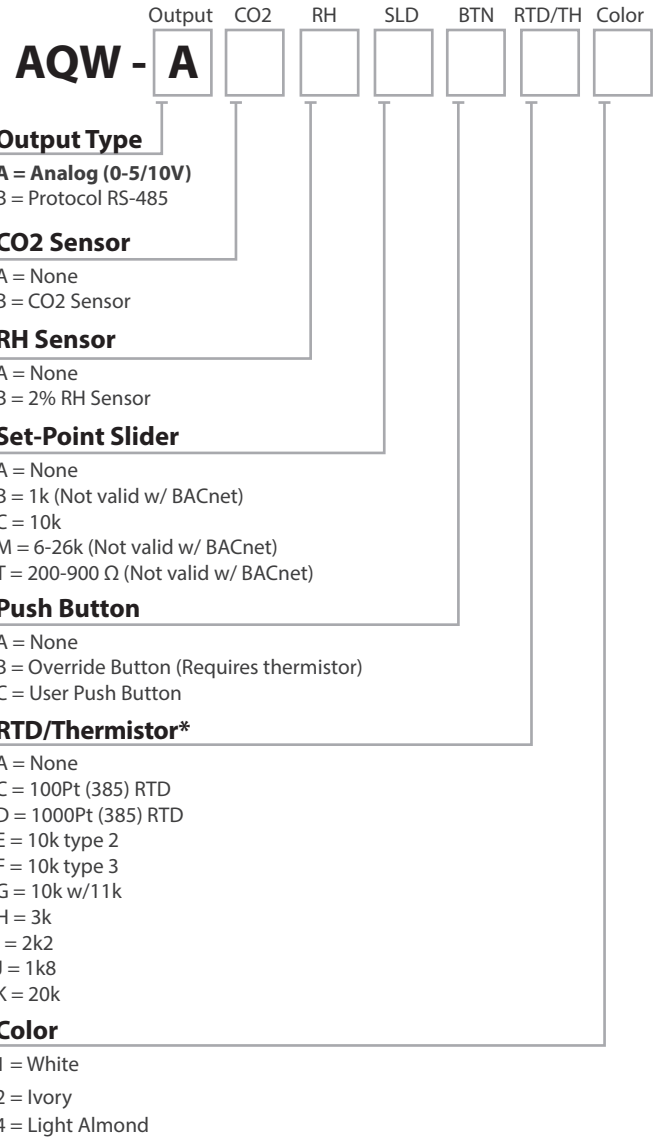 Output CO2 RH SLD BTN RTD/TH Color
AQW - A
Output Type
A = Analog (0-5/10V)
B = Protocol RS-485
CO2 Sensor
A = None
B = CO2 Sensor
RH Sensor
A = None
B = 2% RH Sensor
Set-Point Slider
A = None
B = 1k (Not valid w/ BACnet)
C = 10k
M = 6-26k (Not valid w/ BACnet)
T = 200-900 Ω (Not valid w/ BACnet)
Push Button
A = None
B = Override Button (Requires thermistor)
C = User Push Button
RTD/Thermistor*
A = None
C = 100Pt (385) RTD
D = 1000Pt (385) RTD
E = 10k type 2
F = 10k type 3
G = 10k w/11k
H = 3k
= 2k2
J = 1k8
K = 20k
Color
1 = White
2 = Ivory
4 = Light Almond